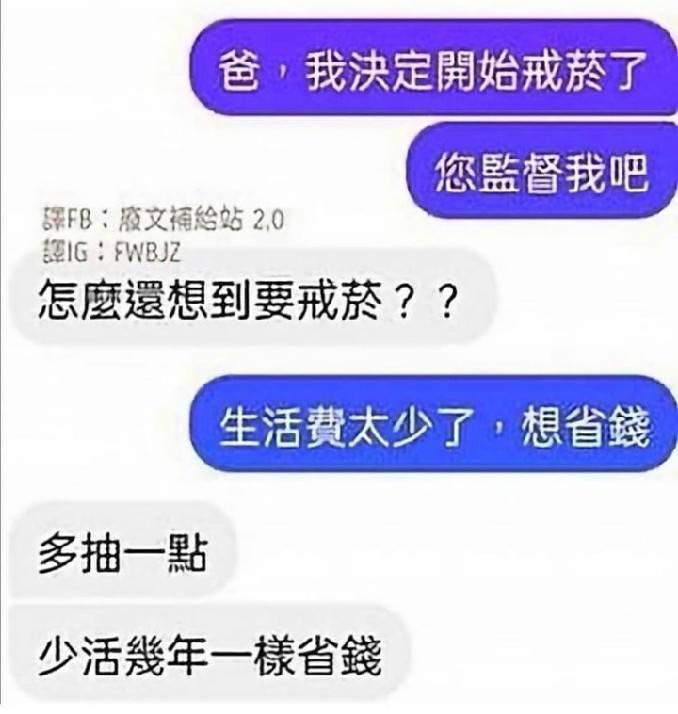 爸，我決定開始戒菸了
您監督我吧
譯FB：廢文補給站 2.0
譯IG：FWBJZ
怎麼還想到要戒菸？？
生活費太少了，想省錢
多抽一點
少活幾年一樣省錢